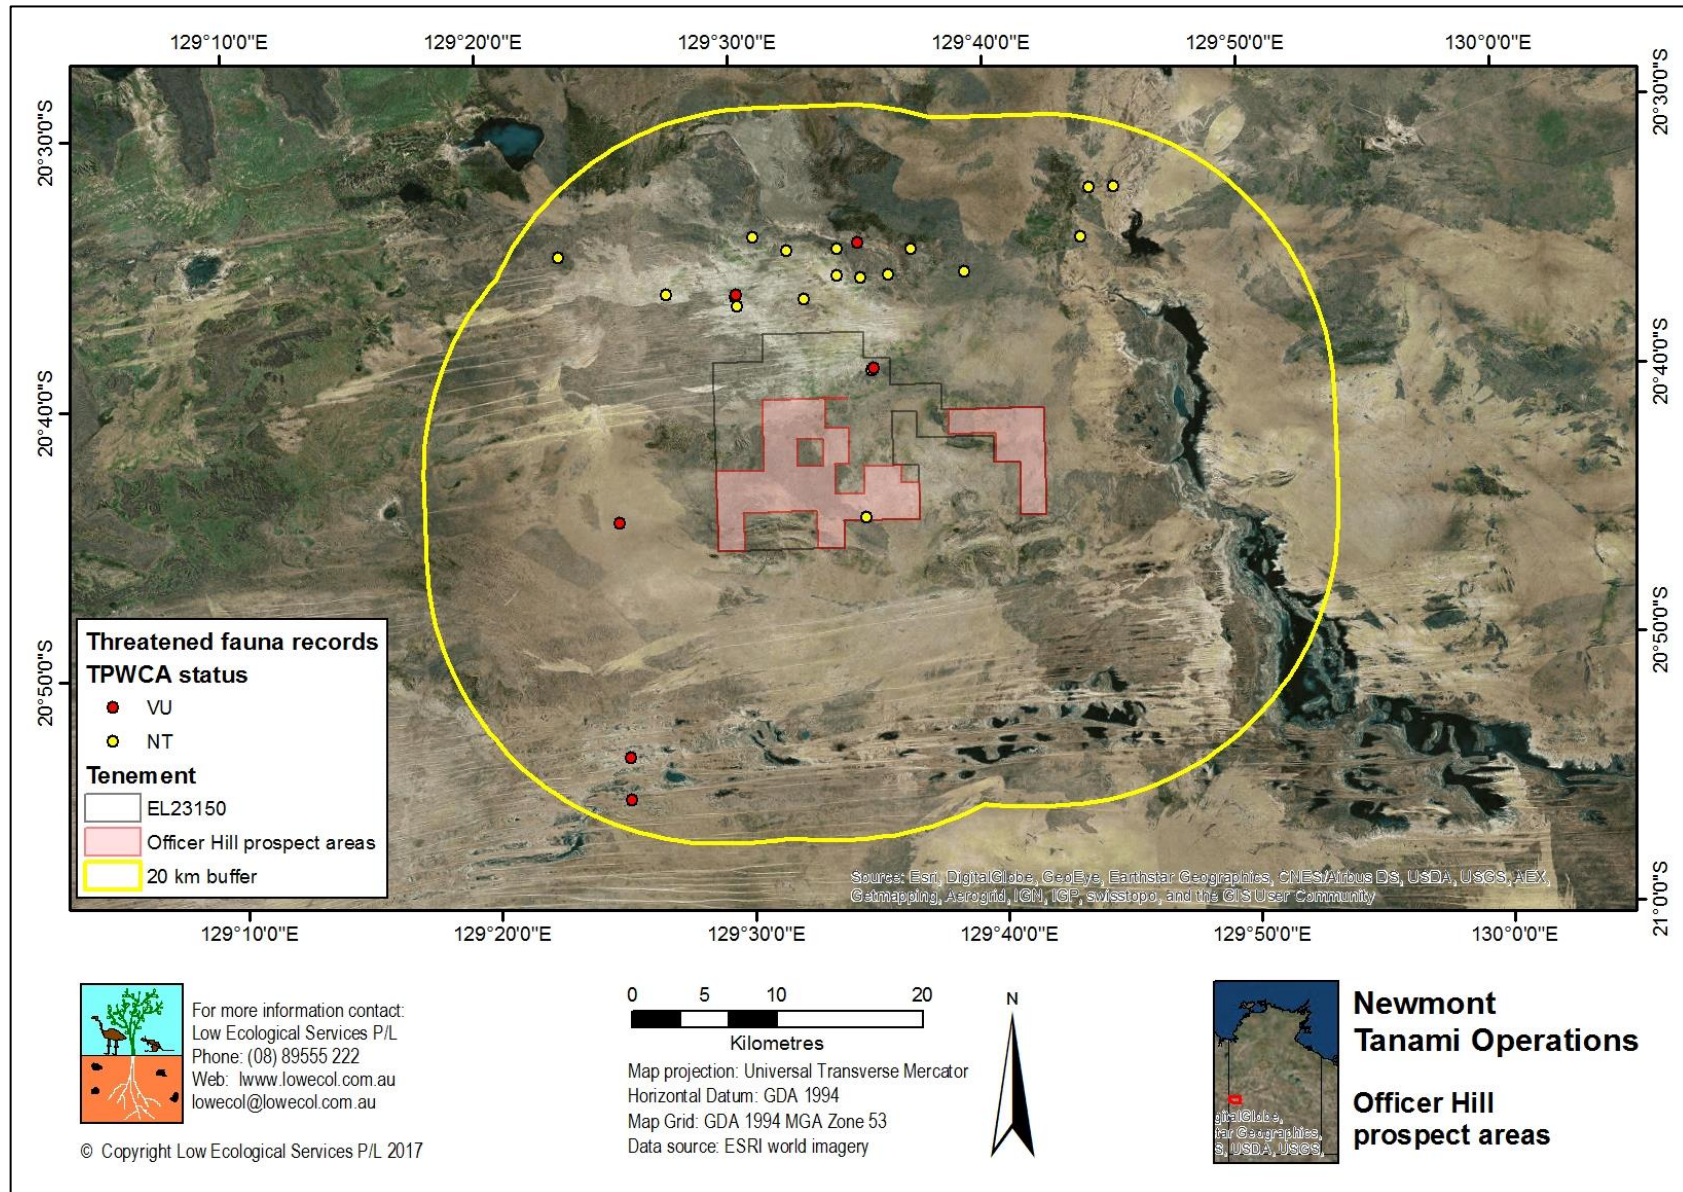 129°10'0"E
129°20'0"E
129°30'0"E
129°40'0"E
129°50'0"E
130°0'0"E
20°30'0"S
20°30'0"S
20°40'0"S
20°40'0"S
20°50'0"S
20°50'0"S
21°0'0"S
Threatened fauna records
TPWCA status
VU
NT
Tenement
EL23150
Officer Hill prospect areas
20 km buffer
Source: Esri, DigitalGlobe, GeoEye, Earthstar Geographics, CNES/Airbus DS, USDA, USGS, AEX,
Getmapping, Aerogrid, IGN, IGP, swisstopo, and the GIS User Community
129°10'0"E
129°20'0"E
129°30'0"E
129°40'0"E
129°50'0"E
130°0'0"E
For more information contact:
Low Ecological Services P/L
Phone: (08) 89555 222
Web: lwww.lowecol.com.au
lowecol@lowecol.com.au
© Copyright Low Ecological Services P/L 2017
0 5 10 20
Kilometres
Map projection: Universal Transverse Mercator
Horizontal Datum: GDA 1994
Map Grid: GDA 1994 MGA Zone 53
Data source: ESRI world imagery
N
gitalGlobe,
tar Geographics,
S, USDA, USGS,
Newmont
Tanami Operations
Officer Hill
prospect areas